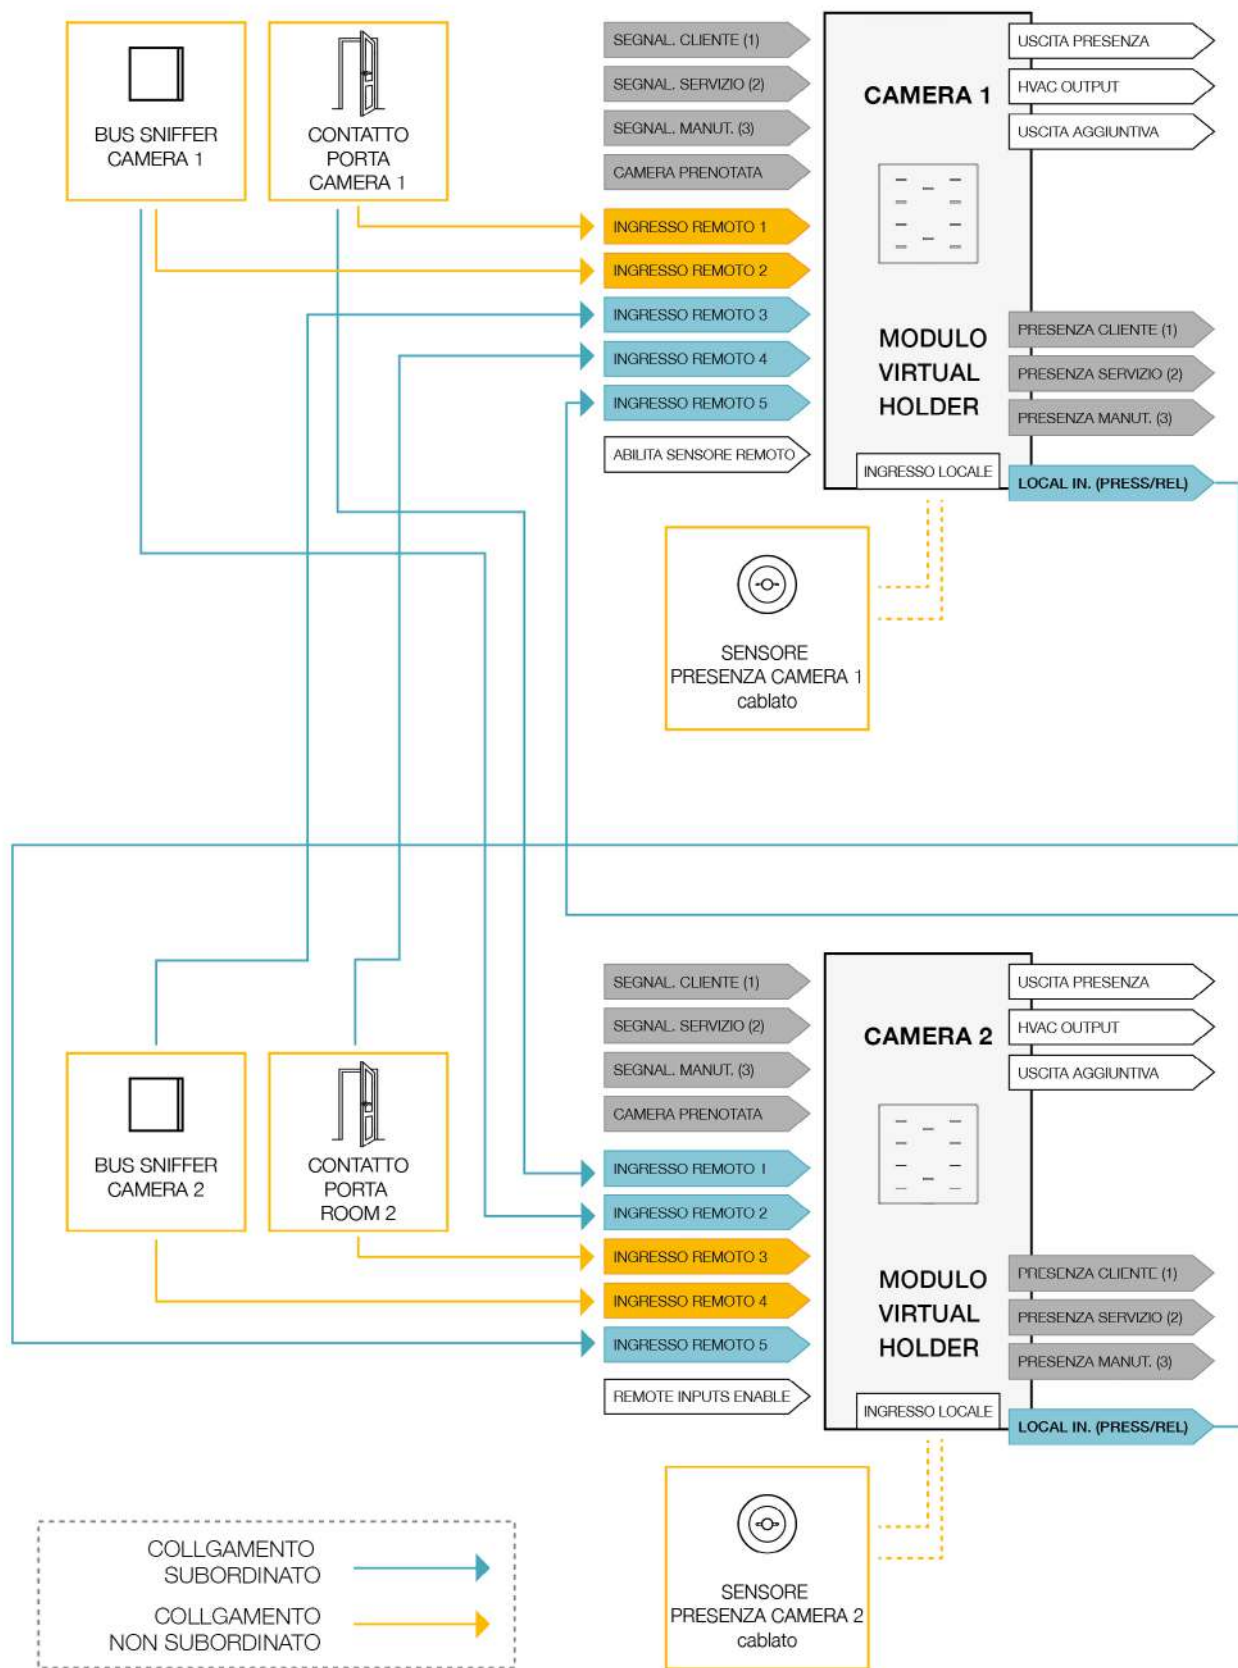 BUS SNIFFER
CAMERA 1
CONTATTO
PORTA
CAMERA 1
SEGNAL. CLIENTE (1)
SEGNAL. SERVIZIO (2)
SEGNAL. MANUT. (3)
CAMERA PRENOTATA
INGRESSO REMOTO 1
INGRESSO REMOTO 2
INGRESSO REMOTO 3
INGRESSO REMOTO 4
INGRESSO REMOTO 5
ABILITA SENSORE REMOTO
CAMERA 1
MODULO
VIRTUAL
HOLDER
INGRESSO LOCALE
USCITA PRESENZA
HVAC OUTPUT
USCITA AGGIUNTIVA
PRESENZA CLIENTE (1)
PRESENZA SERVIZIO (2)
PRESENZA MANUT. (3)
LOCAL IN. (PRESS/REL)
SENSORE
PRESENZA CAMERA 1
cablato
BUS SNIFFER
CAMERA 2
CONTATTO
PORTA
ROOM 2
SEGNAL. CLIENTE (1)
SEGNAL. SERVIZIO (2)
SEGNAL. MANUT. (3)
CAMERA PRENOTATA
INGRESSO REMOTO 1
INGRESSO REMOTO 2
INGRESSO REMOTO 3
INGRESSO REMOTO 4
INGRESSO REMOTO 5
REMOTE INPUTS ENABLE
CAMERA 2
MODULO
VIRTUAL
HOLDER
INGRESSO LOCALE
USCITA PRESENZA
HVAC OUTPUT
USCITA AGGIUNTIVA
PRESENZA CLIENTE (1)
PRESENZA SERVIZIO (2)
PRESENZA MANUT. (3)
LOCAL IN. (PRESS/REL)
SENSORE
PRESENZA CAMERA 2
cablato
COLLGAMENTO
SUBORDINATO
COLLGAMENTO
NON SUBORDINATO